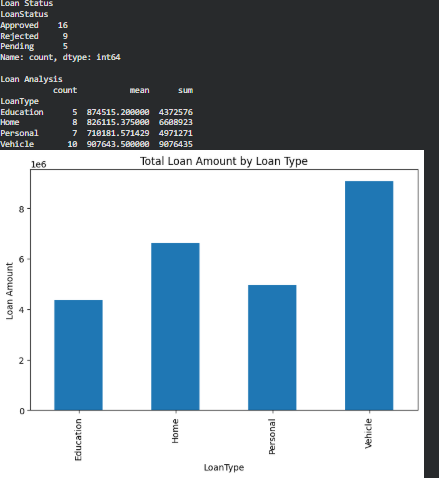 Loan Status
LoanStatus
Approved    16
Rejected     9
Pending      5
Name: count, dtype: int64

Loan Analysis
           count           mean      sum
LoanType
Education      5  874515.200000  4372576
Home           8  826115.375000  6608923
Personal       7  710181.571429  4971271
Vehicle       10  907643.500000  9076435
Total Loan Amount by Loan Type
1e6
8
6
4
2
0
Loan Amount
Education
Home
Personal
Vehicle
LoanType